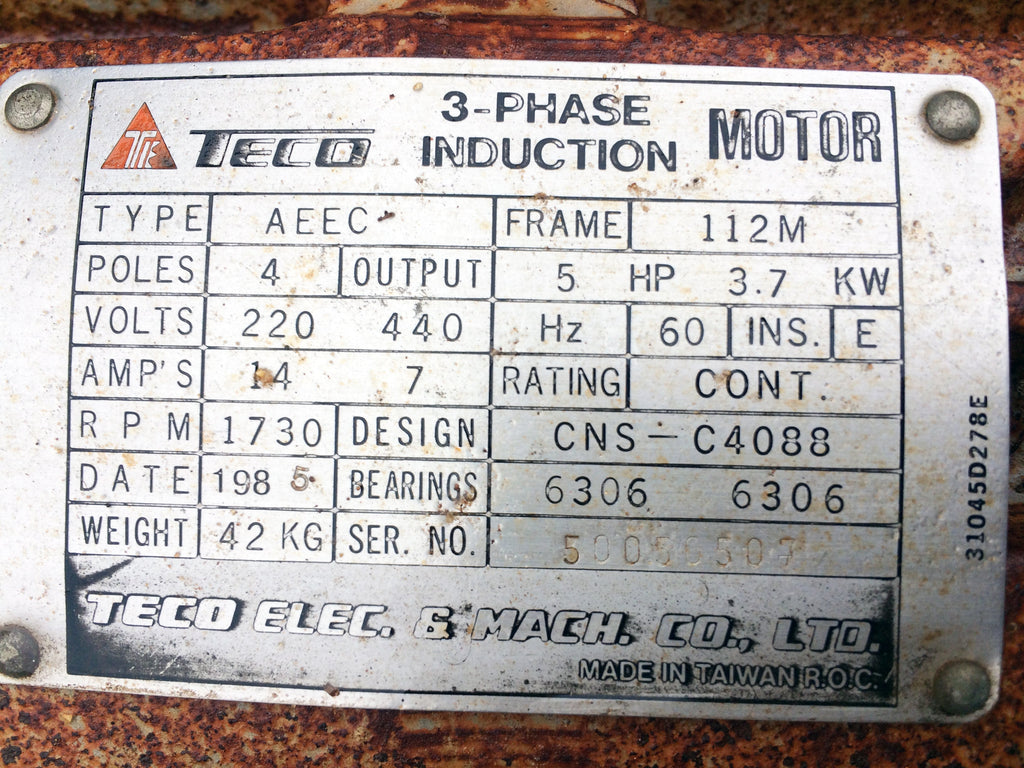 TECO 3-PHASE INDUCTION MOTOR
TYPE AEEC FRAME 112M
POLES 4 OUTPUT 5 HP 3.7 KW
VOLTS 220 440 Hz 60 INS. E
AMP'S 14 7 RATING CONT.
RPM 1730 DESIGN CNS-C4088
DATE 1985 BEARINGS 6306 6306
WEIGHT 42 KG SER. NO.
TECO ELEC. & MACH. CO., LTD.
MADE IN TAIWAN R.O.C.
31045D278E